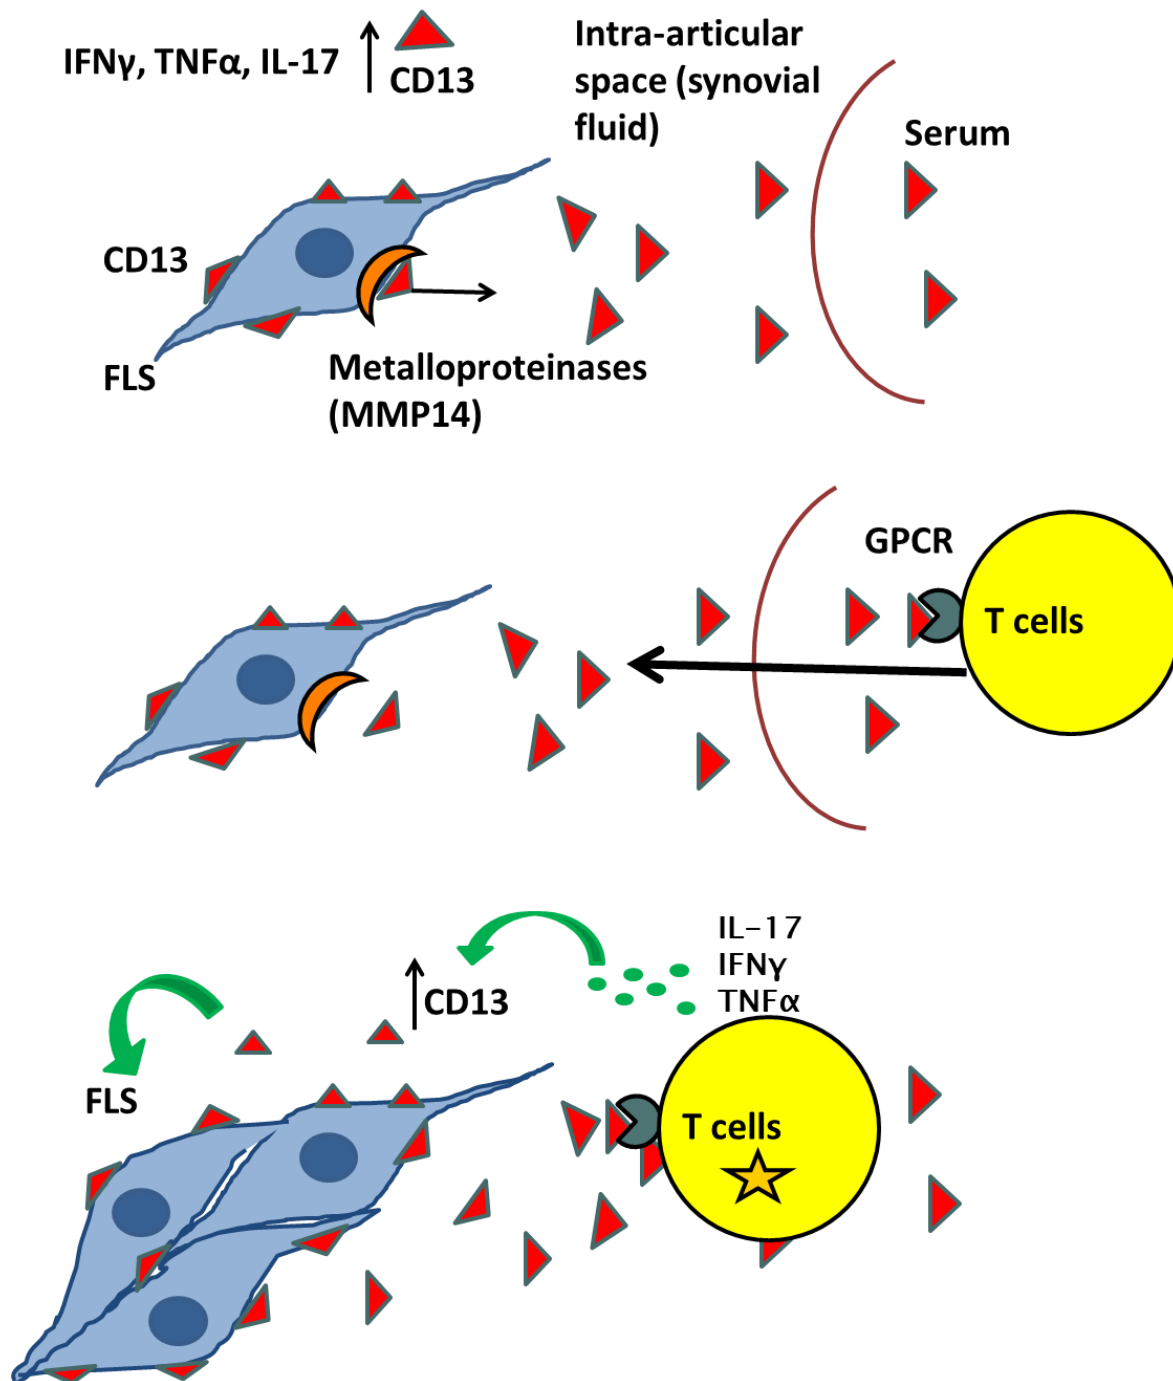 IFNγ, TNFα, IL-17
CD13
Intra-articular
space (synovial
fluid)
Serum
CD13
FLS
Metalloproteinases
(MMP14)
GPCR
T cells
IL-17
IFNγ
TNFα
CD13
FLS
T cells